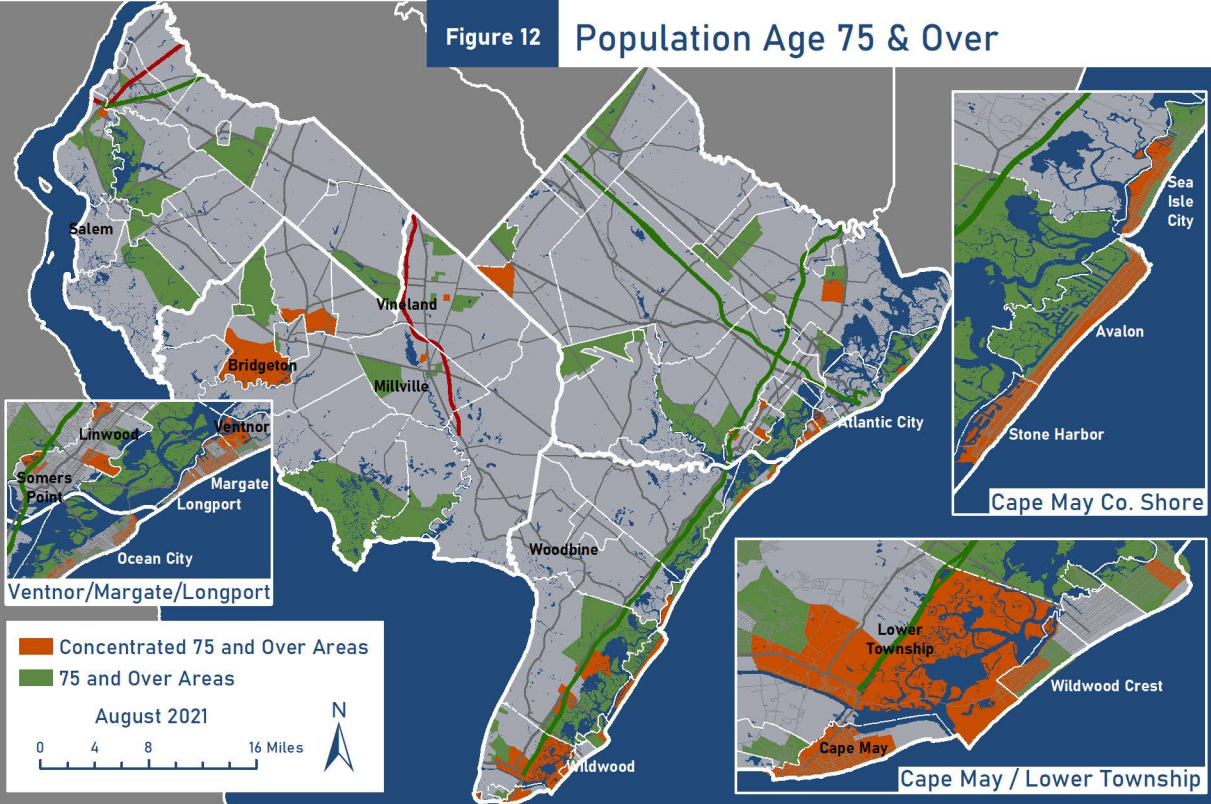 Figure 12
Population Age 75 & Over
Salem
Vineland
Bridgeton
Millville
Atlantic City
Woodbine
Wildwood
Sea
Isle
City
Avalon
Stone Harbor
Cape May Co. Shore
Linwood
Ventnor
Somers
Point
Margate
Longport
Ocean City
Ventnor/Margate/Longport
Lower
Township
Wildwood Crest
Cape May
Cape May / Lower Township
Concentrated 75 and Over Areas
75 and Over Areas
August 2021
N
0 4 8 16 Miles